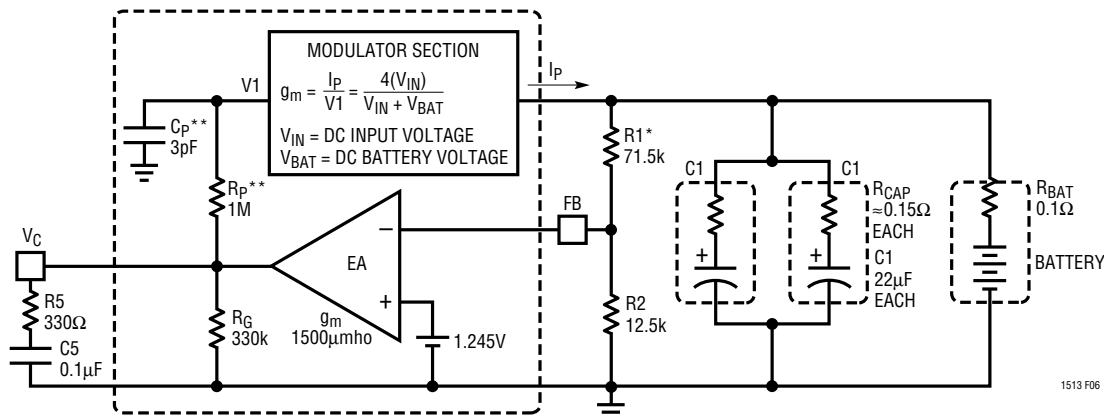 MODULATOR SECTION
g_m = I_P / V1 = 4(V_IN) / (V_IN + V_BAT)
V_IN = DC INPUT VOLTAGE
V_BAT = DC BATTERY VOLTAGE
V1
I_P
C_P**
3pF
R_P**
1M
R1*
71.5k
C1
C1
R_CAP
≈0.15Ω
EACH
C1
22µF
EACH
+
+
R_BAT
0.1Ω
BATTERY
FB
V_C
−
EA
+
g_m
1500µmho
1.245V
R5
330Ω
C5
0.1µF
R_G
330k
R2
12.5k
1513 F06